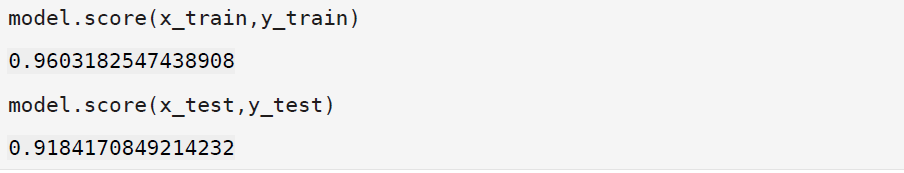 model.score(x_train,y_train)
0.9603182547438908
model.score(x_test,y_test)
0.9184170849214232